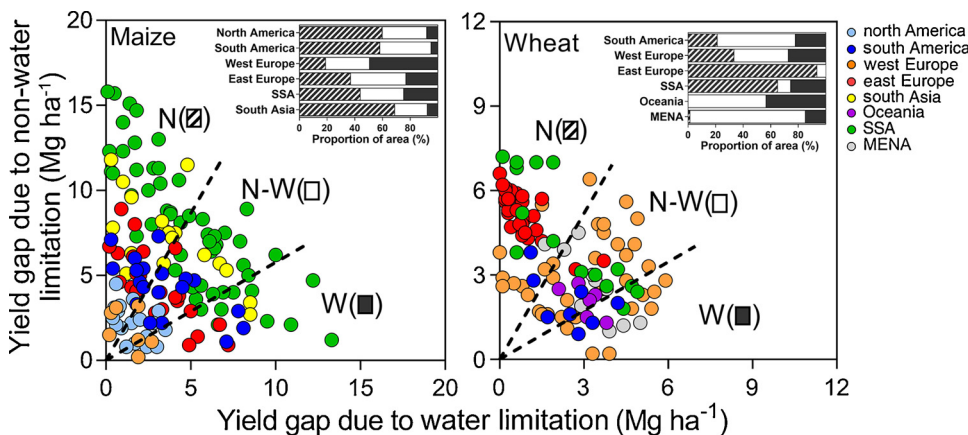 Yield gap due to non-water
limitation (Mg ha⁻¹)
Maize
North America
South America
West Europe
East Europe
SSA
South Asia
20 40 60 80
Proportion of area (%)
N(▨)
N-W(□)
W(■)
20
15
10
5
0
0 5 10 15 20
Wheat
South America
West Europe
East Europe
SSA
Oceania
MENA
20 40 60 80
Proportion of area (%)
N(▨)
N-W(□)
W(■)
12
9
6
3
0
0 3 6 9 12
Yield gap due to water limitation (Mg ha⁻¹)
north America
south America
west Europe
east Europe
south Asia
Oceania
SSA
MENA